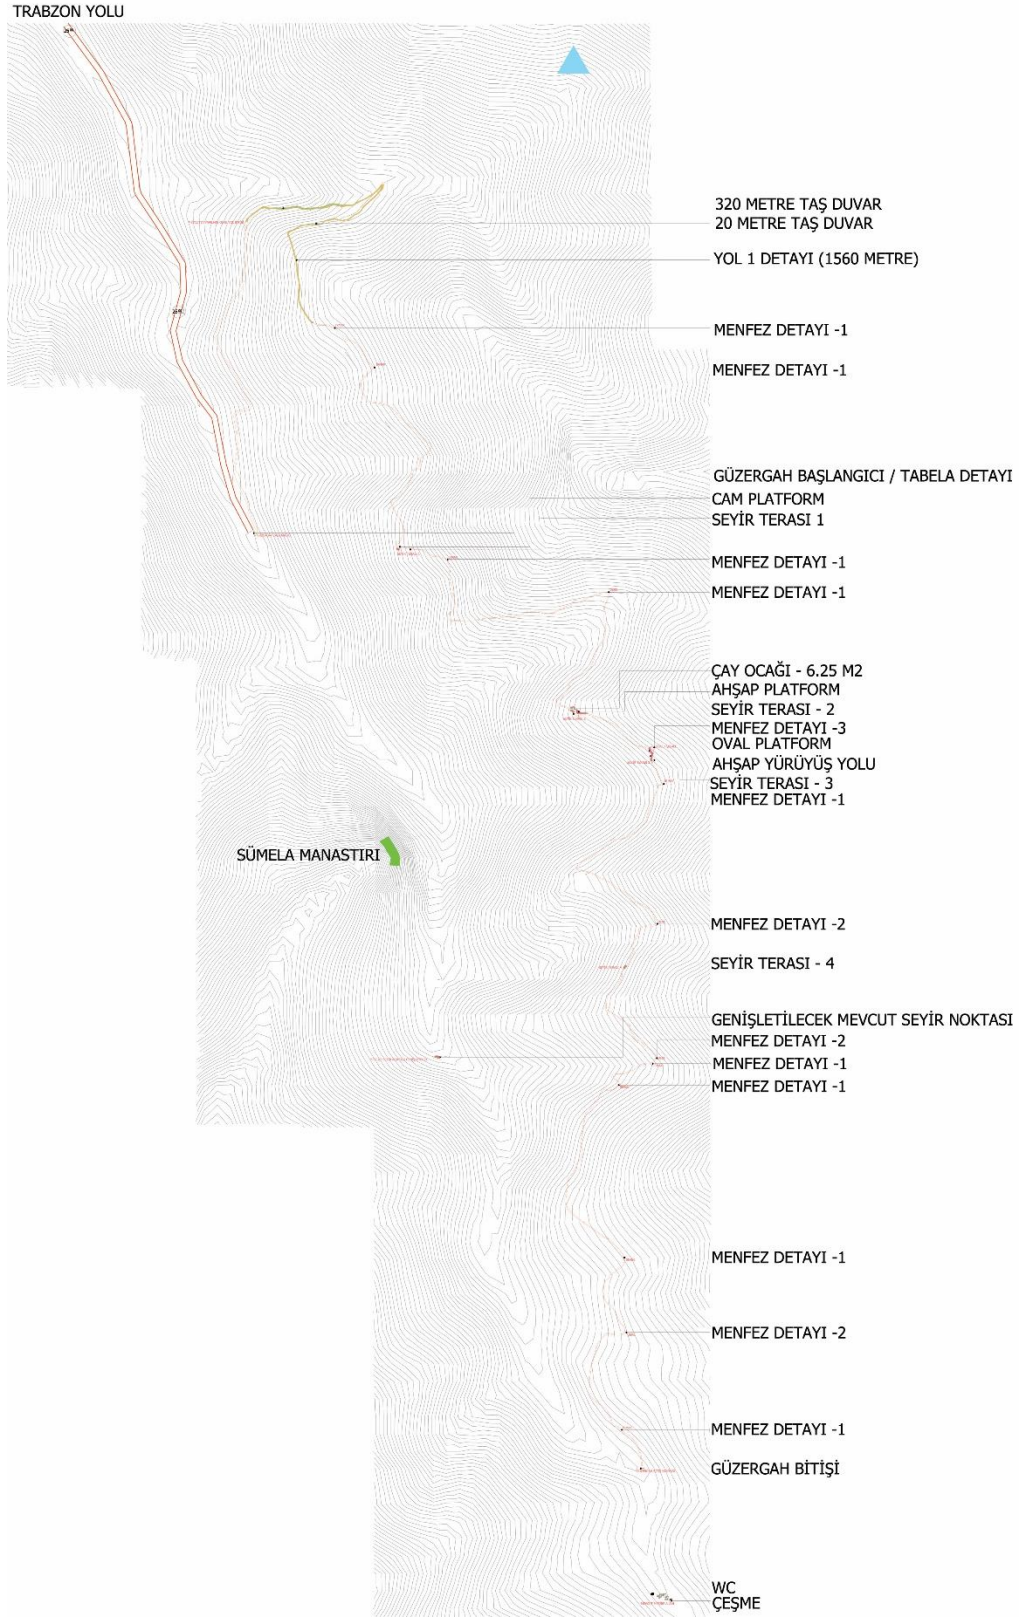 TRABZON YOLU
320 METRE TAŞ DUVAR
20 METRE TAŞ DUVAR
YOL 1 DETAYI (1560 METRE)
MENFEZ DETAYI -1
MENFEZ DETAYI -1
GÜZERGAH BAŞLANGICI / TABELA DETAYI
CAM PLATFORM
SEYİR TERASI 1
MENFEZ DETAYI -1
MENFEZ DETAYI -1
ÇAY OCAĞI - 6.25 M2
AHŞAP PLATFORM
SEYİR TERASI - 2
MENFEZ DETAYI -3
OVAL PLATFORM
AHŞAP YÜRÜYÜŞ YOLU
SEYİR TERASI - 3
MENFEZ DETAYI -1
SÜMELA MANASTIRI
MENFEZ DETAYI -2
SEYİR TERASI - 4
GENİŞLETİLECEK MEVCUT SEYİR NOKTASI
MENFEZ DETAYI -2
MENFEZ DETAYI -1
MENFEZ DETAYI -1
MENFEZ DETAYI -1
MENFEZ DETAYI -2
MENFEZ DETAYI -1
GÜZERGAH BİTİŞİ
WC
ÇEŞME